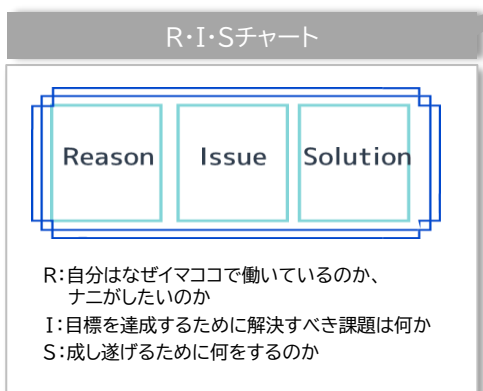 R・I・Sチャート
Reason Issue Solution
R：自分はなぜイマココで働いているのか、
ナニがしたいのか
I：目標を達成するために解決すべき課題は何か
S：成し遂げるために何をするのか